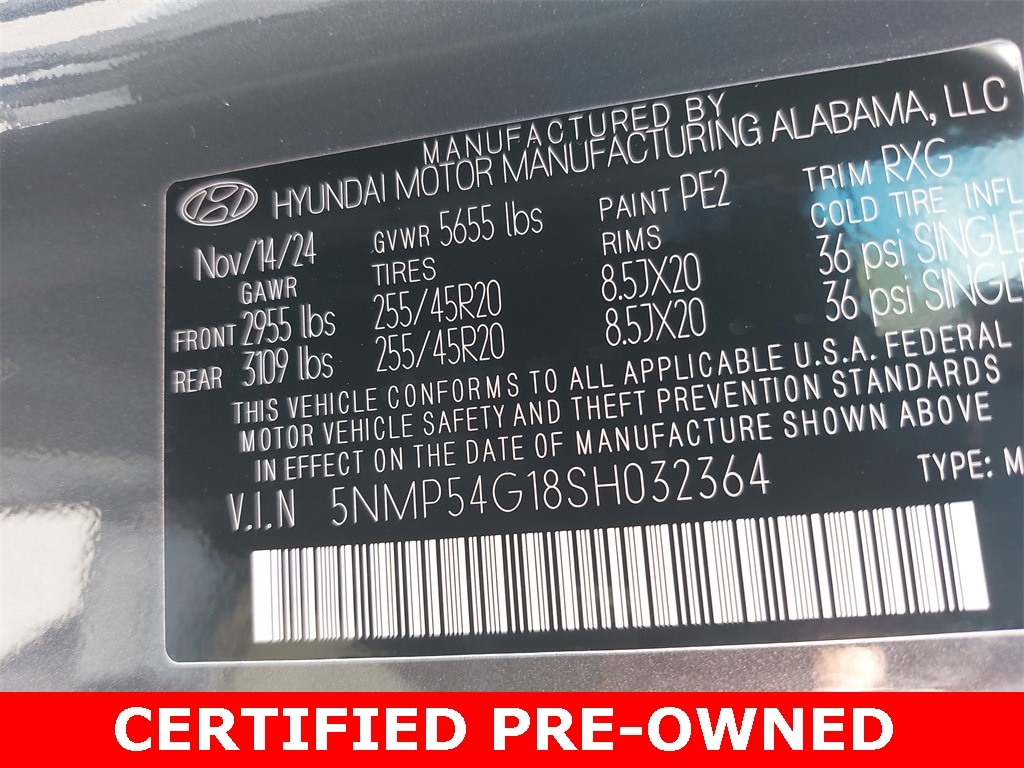 MANUFACTURED BY
HYUNDAI MOTOR MANUFACTURING ALABAMA, LLC
Nov/14/24 GVWR 5655 lbs PAINT PE2 TRIM RXG
GAWR TIRES RIMS COLD TIRE INFL
FRONT 2955 lbs 255/45R20 8.5JX20 36 psi SINGLE
REAR 3109 lbs 255/45R20 8.5JX20 36 psi SINGL
THIS VEHICLE CONFORMS TO ALL APPLICABLE U.S.A. FEDERAL
MOTOR VEHICLE SAFETY AND THEFT PREVENTION STANDARDS
IN EFFECT ON THE DATE OF MANUFACTURE SHOWN ABOVE
V.I.N 5NMP54G18SH032364 TYPE: M
CERTIFIED PRE-OWNED